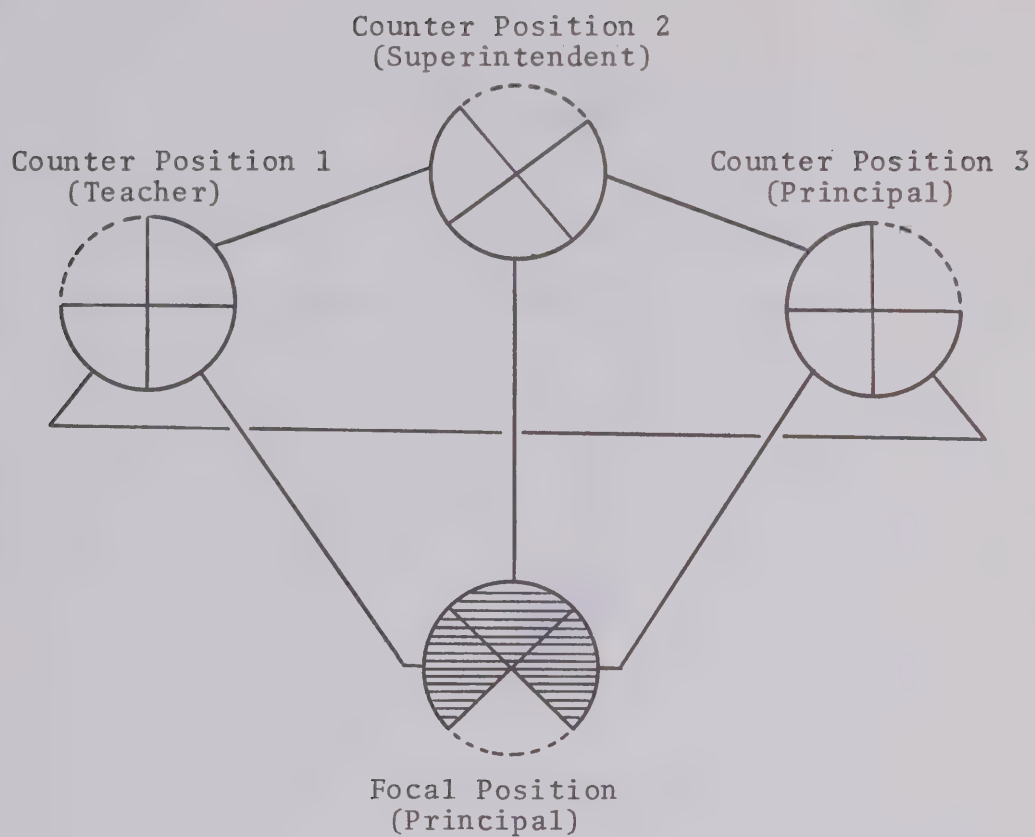 Counter Position 2
(Superintendent)
Counter Position 1
(Teacher)
Counter Position 3
(Principal)
Focal Position
(Principal)